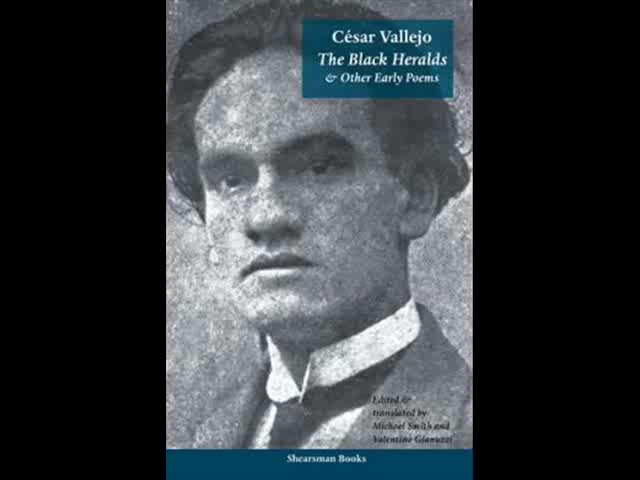 César Vallejo
The Black Heralds
& Other Early Poems
Edited &
translated by
Michael Smith and
Valentino Gianuzzi
Shearsman Books